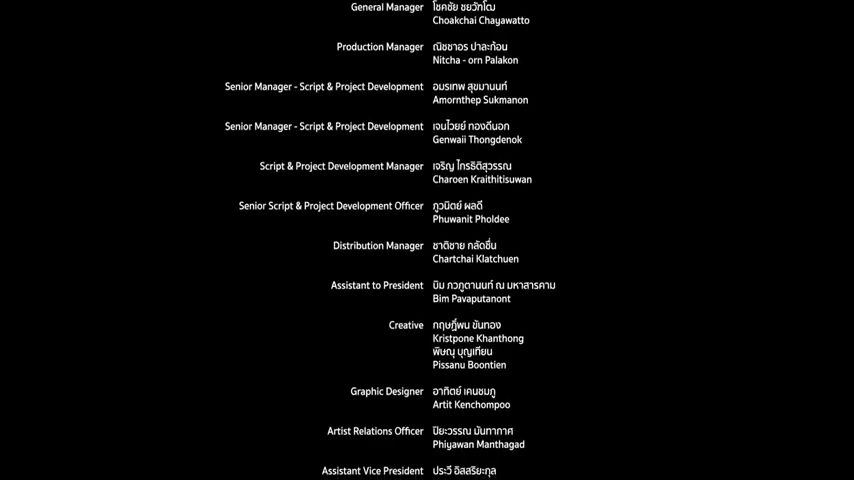 General Manager โชคชัย ชยวัฑโฒ
Choakchai Chayawatto
Production Manager ณิชชาอร ปาละก้อน
Nitcha - orn Palakon
Senior Manager - Script & Project Development อมรเทพ สุขมานนท์
Amornthep Sukmanon
Senior Manager - Script & Project Development เจนไวยย์ ทองดีนอก
Genwaii Thongdenok
Script & Project Development Manager เจริญ ไกรธิติสุวรรณ
Charoen Kraithitisuwan
Senior Script & Project Development Officer ภูวนิตย์ ผลดี
Phuwanit Pholdee
Distribution Manager ชาติชาย กลัดชื่น
Chartchai Klatchuen
Assistant to President บิม ภวภูตานนท์ ณ มหาสารคาม
Bim Pavaputanont
Creative กฤษฎิ์พน ขันทอง
Kristpone Khanthong
พิษณุ บุญเทียน
Pissanu Boontien
Graphic Designer อาทิตย์ เคนชมภู
Artit Kenchompoo
Artist Relations Officer ปิยะวรรณ มันทากาศ
Phiyawan Manthagad
Assistant Vice President ประวี อิสสริยะกุล